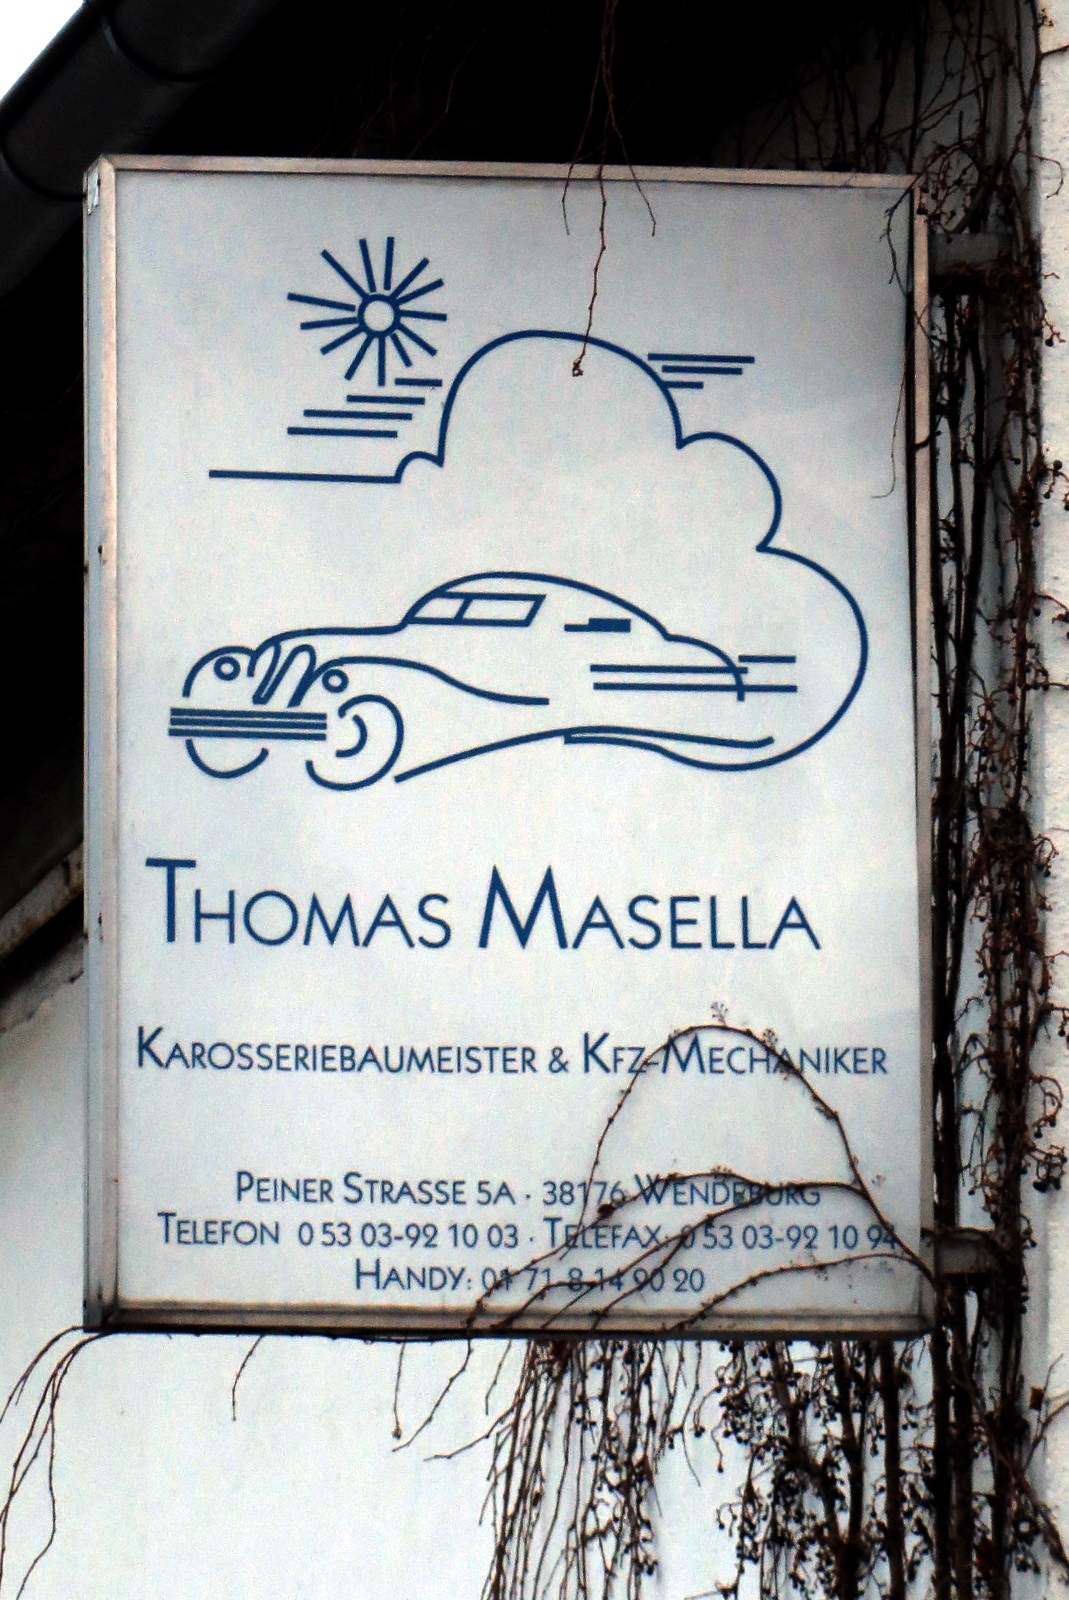 THOMAS MASELLA
KAROSSERIEBAUMEISTER & KFZ-MECHANIKER
PEINER STRASSE 5A · 38176 WENDEBURG
TELEFON 0 53 03-92 10 03 · TELEFAX: 0 53 03-92 10 94
HANDY: 01 71-8 14 90 20